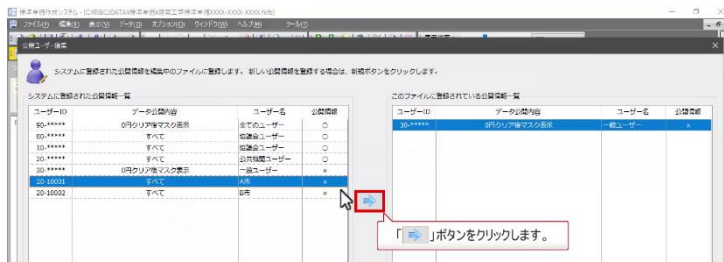 ファイル(F) 編集(E) 表示(V) データ(D) オプション(O) ウィンドウ(W) ヘルプ(H) ツール(T)
公開ユーザー編集
システムに登録された公開情報を編集中のファイルに登録します。 新しい公開情報を登録する場合は、新規ボタンをクリックします。
システムに登録された公開情報一覧
このファイルに登録されている公開情報一覧
ユーザーID データ公開内容 ユーザー名 公開情報
ユーザーID データ公開内容 ユーザー名 公開情報
90-***** 0円クリア後マスク表示 全てのユーザー ○
60-***** すべて 協議会ユーザー ○
10-***** すべて 協議会ユーザー ○
20-***** すべて 公共機関ユーザー ○
30-***** 0円クリア後マスク表示 一般ユーザー ×
20-10001 すべて A市 ×
20-10002 すべて B市 ×
30-***** 0円クリア後マスク表示 一般ユーザー ×
「 」ボタンをクリックします。